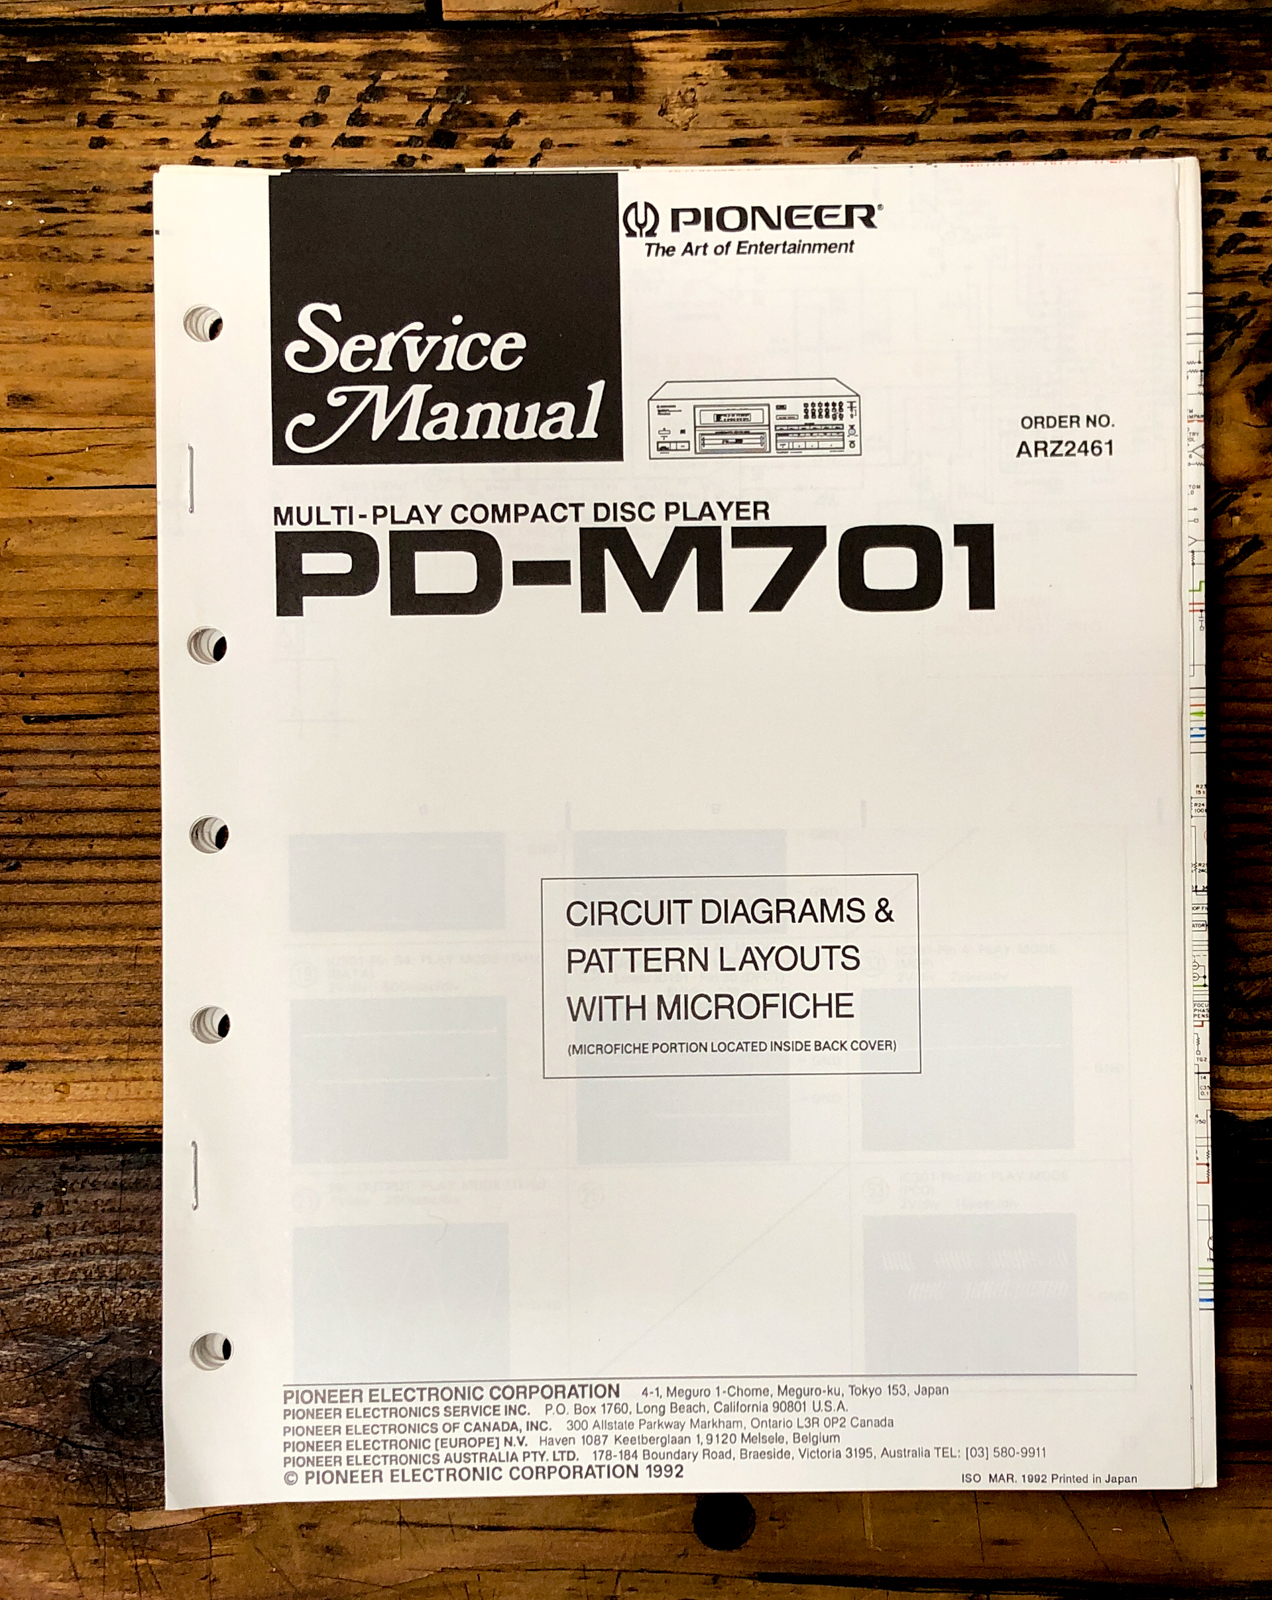 PIONEER®
The Art of Entertainment
Service
Manual
ORDER NO.
ARZ2461
MULTI-PLAY COMPACT DISC PLAYER
PD-M701
CIRCUIT DIAGRAMS &
PATTERN LAYOUTS
WITH MICROFICHE
(MICROFICHE PORTION LOCATED INSIDE BACK COVER)
PIONEER ELECTRONIC CORPORATION 4-1, Meguro 1-Chome, Meguro-ku, Tokyo 153, Japan
PIONEER ELECTRONICS SERVICE INC. P.O. Box 1760, Long Beach, California 90801 U.S.A.
PIONEER ELECTRONICS OF CANADA, INC. 300 Allstate Parkway Markham, Ontario L3R 0P2 Canada
PIONEER ELECTRONIC [EUROPE] N.V. Haven 1087 Keetberglaan 1, 9120 Melsele, Belgium
PIONEER ELECTRONICS AUSTRALIA PTY. LTD. 178-184 Boundary Road, Braeside, Victoria 3195, Australia TEL: [03] 580-9911
© PIONEER ELECTRONIC CORPORATION 1992
ISO MAR. 1992 Printed in Japan